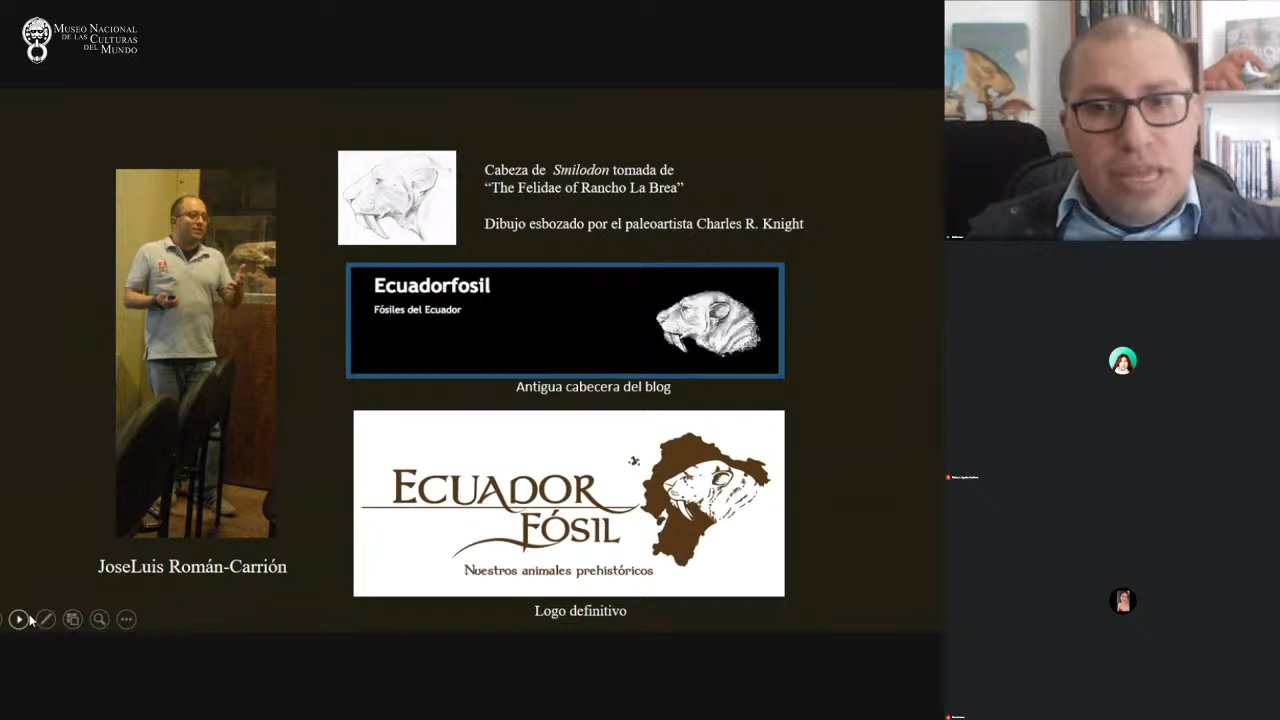 MUSEO NACIONAL
DE LAS CULTURAS
DEL MUNDO
Cabeza de Smilodon tomada de
“The Felidae of Rancho La Brea”
Dibujo esbozado por el paleoartista Charles R. Knight
Ecuadorfosil
Fósiles del Ecuador
Antigua cabecera del blog
ECUADOR
FÓSIL
Nuestros animales prehistóricos
JoseLuis Román-Carrión
Logo definitivo